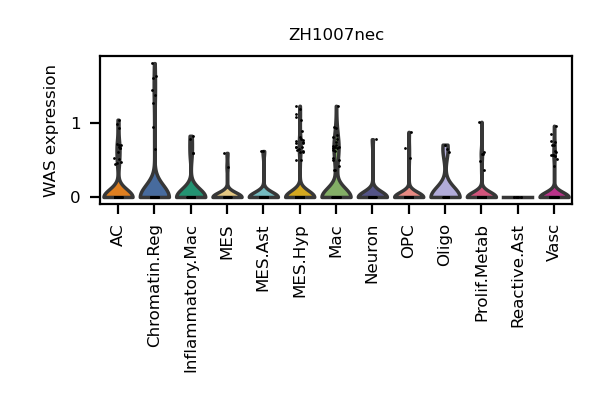 ZH1007nec
WAS expression
1
0
AC
Chromatin.Reg
Inflammatory.Mac
MES
MES.Ast
MES.Hyp
Mac
Neuron
OPC
Oligo
Prolif.Metab
Reactive.Ast
Vasc